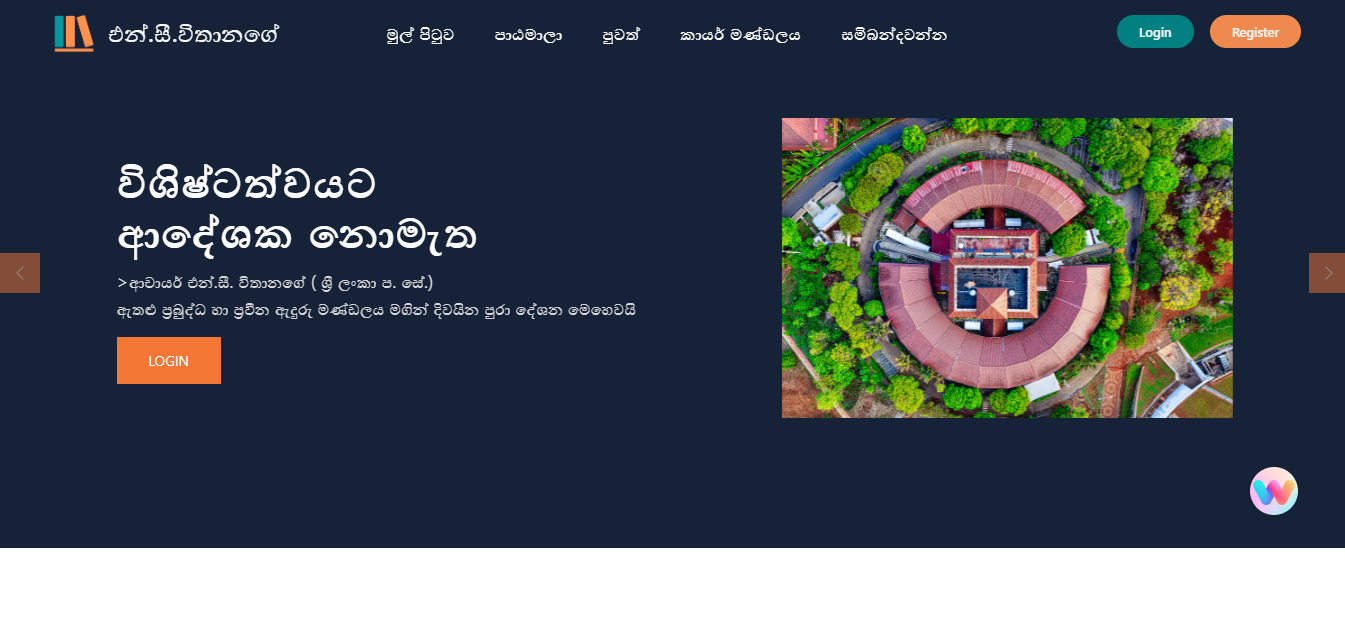 එන්.සී.විතානගේ
මුල් පිටුව
පාඨමාලා
පුවත්
කාර්ය මණ්ඩලය
සම්බන්දවන්න
Login
Register
විශිෂ්ටත්වයට
ආදේශක නොමැත
>ආචාර්ය එන්.සී. විතානගේ ( ශ්‍රී ලංකා ප. සේ.)
ඇතළු ප්‍රබුද්ධ හා ප්‍රවීන ඇදුරු මණ්ඩලය මගින් දිවයින පුරා දේශන මෙහෙවයි
LOGIN